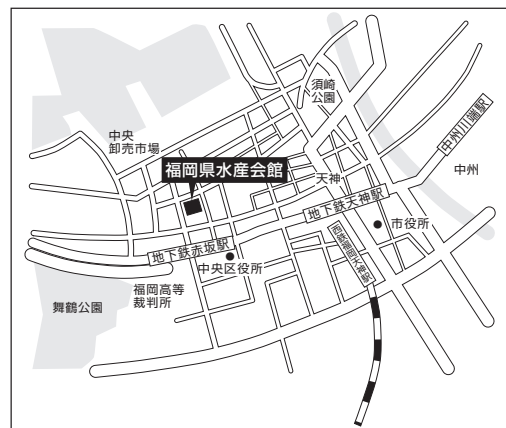 須崎
公園
中央
卸売市場
福岡県水産会館
中州川端駅
中州
天神
地下鉄天神駅
市役所
西鉄福岡天神駅
地下鉄赤坂駅
中央区役所
福岡高等
裁判所
舞鶴公園